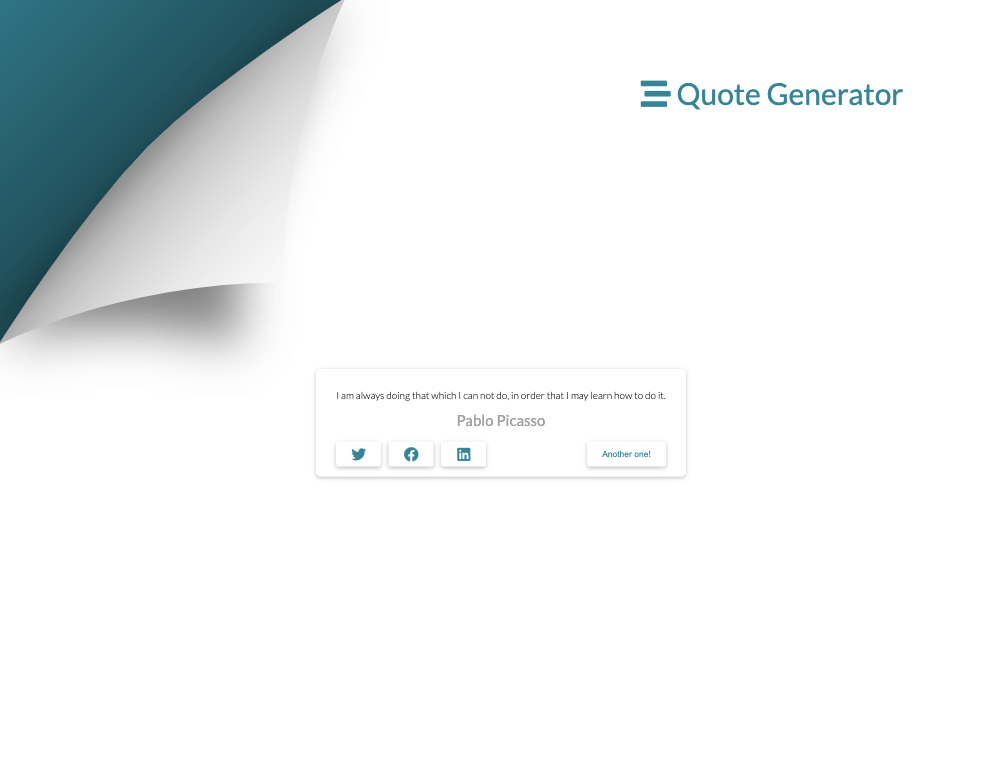 Quote Generator
I am always doing that which I can not do, in order that I may learn how to do it.
Pablo Picasso
Another one!